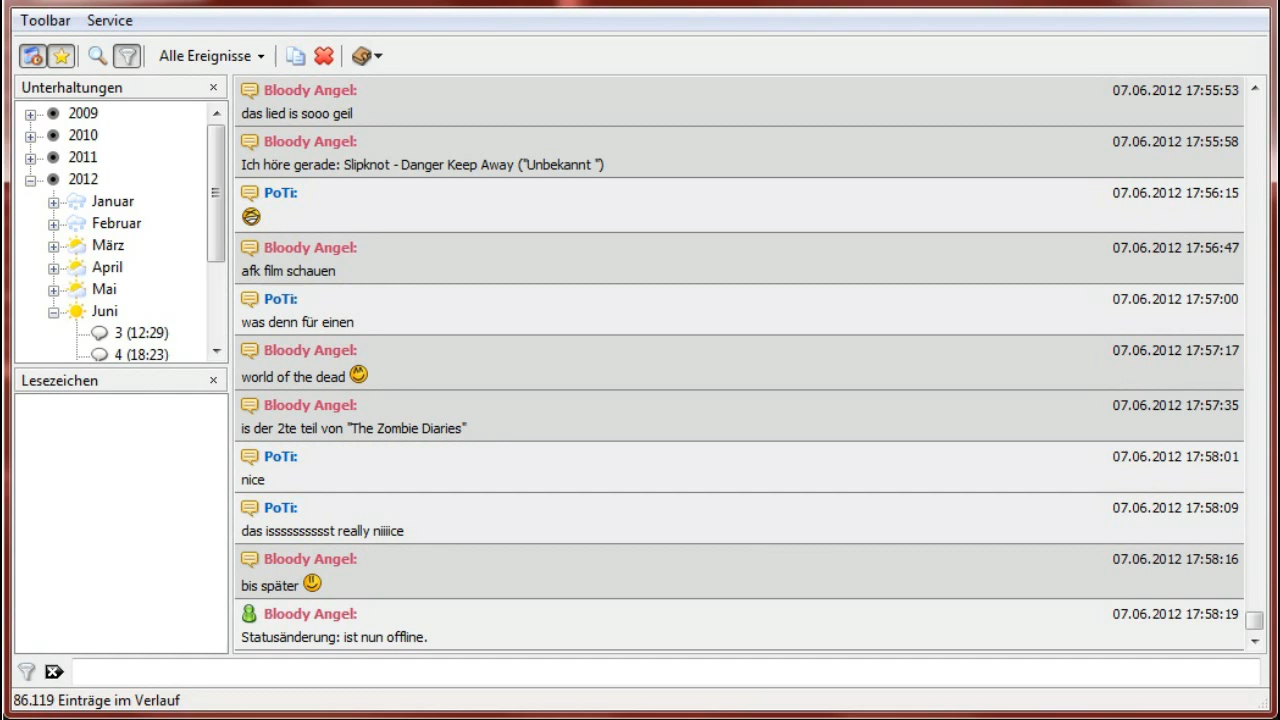 Toolbar Service
Alle Ereignisse
Unterhaltungen
2009
2010
2011
2012
Januar
Februar
März
April
Mai
Juni
3 (12:29)
4 (18:23)
Lesezeichen
Bloody Angel: 07.06.2012 17:55:53
das lied is sooo geil
Bloody Angel: 07.06.2012 17:55:58
Ich höre gerade: Slipknot - Danger Keep Away ("Unbekannt ")
PoTi: 07.06.2012 17:56:15
Bloody Angel: 07.06.2012 17:56:47
afk film schauen
PoTi: 07.06.2012 17:57:00
was denn für einen
Bloody Angel: 07.06.2012 17:57:17
world of the dead
Bloody Angel: 07.06.2012 17:57:35
is der 2te teil von "The Zombie Diaries"
PoTi: 07.06.2012 17:58:01
nice
PoTi: 07.06.2012 17:58:09
das isssssssssst really niiiice
Bloody Angel: 07.06.2012 17:58:16
bis später
Bloody Angel: 07.06.2012 17:58:19
Statusänderung: ist nun offline.
86.119 Einträge im Verlauf